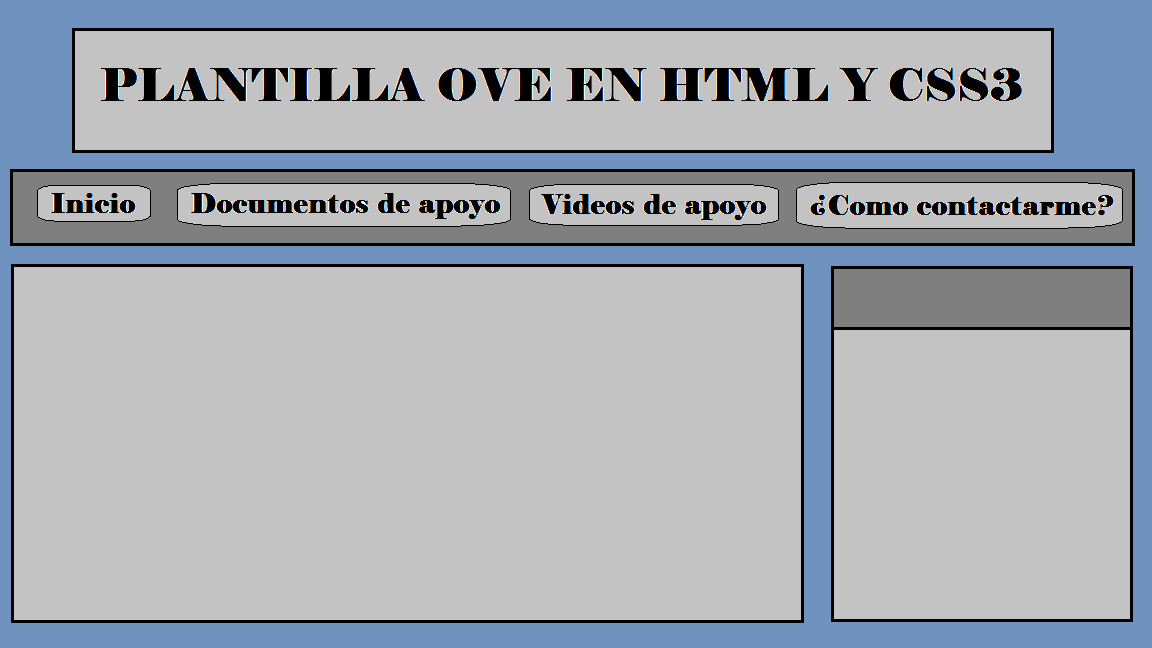 PLANTILLA OVE EN HTML Y CSS3
Inicio Documentos de apoyo Videos de apoyo ¿Como contactarme?